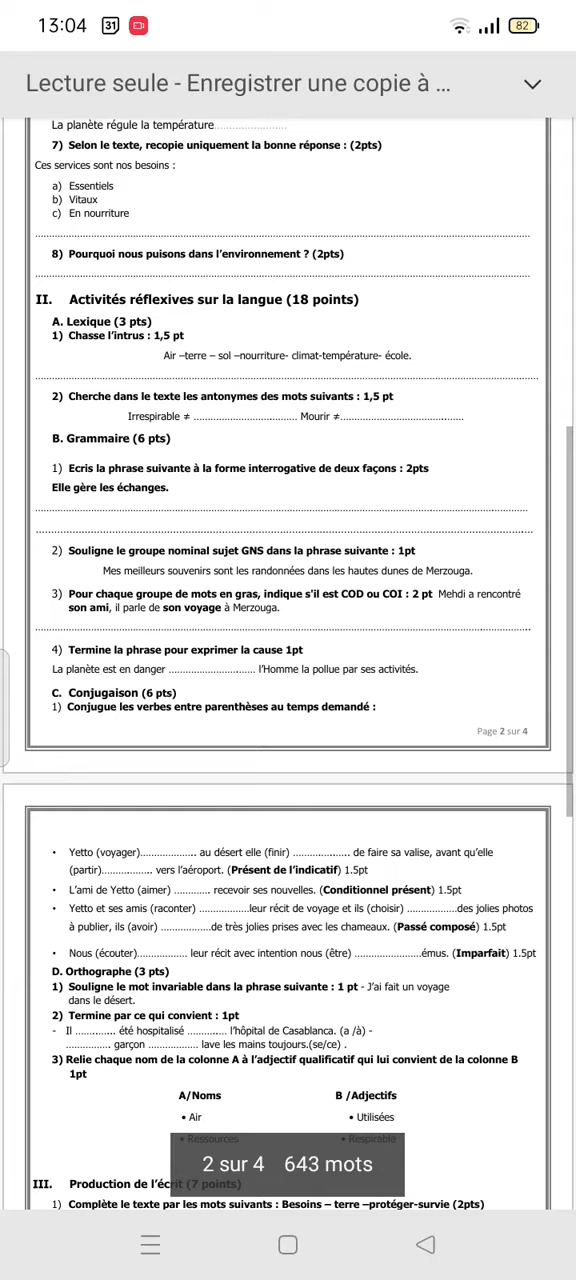 13:04 31 82
Lecture seule - Enregistrer une copie à ...
La planète régule la température........................
7) Selon le texte, recopie uniquement la bonne réponse : (2pts)
Ces services sont nos besoins :
a) Essentiels
b) Vitaux
c) En nourriture
8) Pourquoi nous puisons dans l'environnement ? (2pts)
II. Activités réflexives sur la langue (18 points)
A. Lexique (3 pts)
1) Chasse l'intrus : 1,5 pt
Air –terre – sol –nourriture- climat-température- école.
2) Cherche dans le texte les antonymes des mots suivants : 1,5 pt
Irrespirable ≠ .................................. Mourir ≠........................................
B. Grammaire (6 pts)
1) Ecris la phrase suivante à la forme interrogative de deux façons : 2pts
Elle gère les échanges.
2) Souligne le groupe nominal sujet GNS dans la phrase suivante : 1pt
Mes meilleurs souvenirs sont les randonnées dans les hautes dunes de Merzouga.
3) Pour chaque groupe de mots en gras, indique s'il est COD ou COI : 2 pt Mehdi a rencontré
son ami, il parle de son voyage à Merzouga.
4) Termine la phrase pour exprimer la cause 1pt
La planète est en danger ............................ l'Homme la pollue par ses activités.
C. Conjugaison (6 pts)
1) Conjugue les verbes entre parenthèses au temps demandé :
Page 2 sur 4
• Yetto (voyager)................... au désert elle (finir) ................... de faire sa valise, avant qu'elle
(partir)................... vers l'aéroport. (Présent de l'indicatif) 1.5pt
• L'ami de Yetto (aimer) ............ recevoir ses nouvelles. (Conditionnel présent) 1.5pt
• Yetto et ses amis (raconter) ................leur récit de voyage et ils (choisir) ................des jolies photos
à publier, ils (avoir) ................de très jolies prises avec les chameaux. (Passé composé) 1.5pt
• Nous (écouter)................. leur récit avec intention nous (être) ......................émus. (Imparfait) 1.5pt
D. Orthographe (3 pts)
1) Souligne le mot invariable dans la phrase suivante : 1 pt - J'ai fait un voyage
dans le désert.
2) Termine par ce qui convient : 1pt
- Il ............. été hospitalisé ............. l'hôpital de Casablanca. (a /à) -
............... garçon ................ lave les mains toujours.(se/ce) .
3) Relie chaque nom de la colonne A à l'adjectif qualificatif qui lui convient de la colonne B
1pt
A/Noms B /Adjectifs
• Air • Utilisées
• Ressources • Respirable
2 sur 4 643 mots
III. Production de l'écrit (7 points)
1) Complète le texte par les mots suivants : Besoins – terre –protéger-survie (2pts)